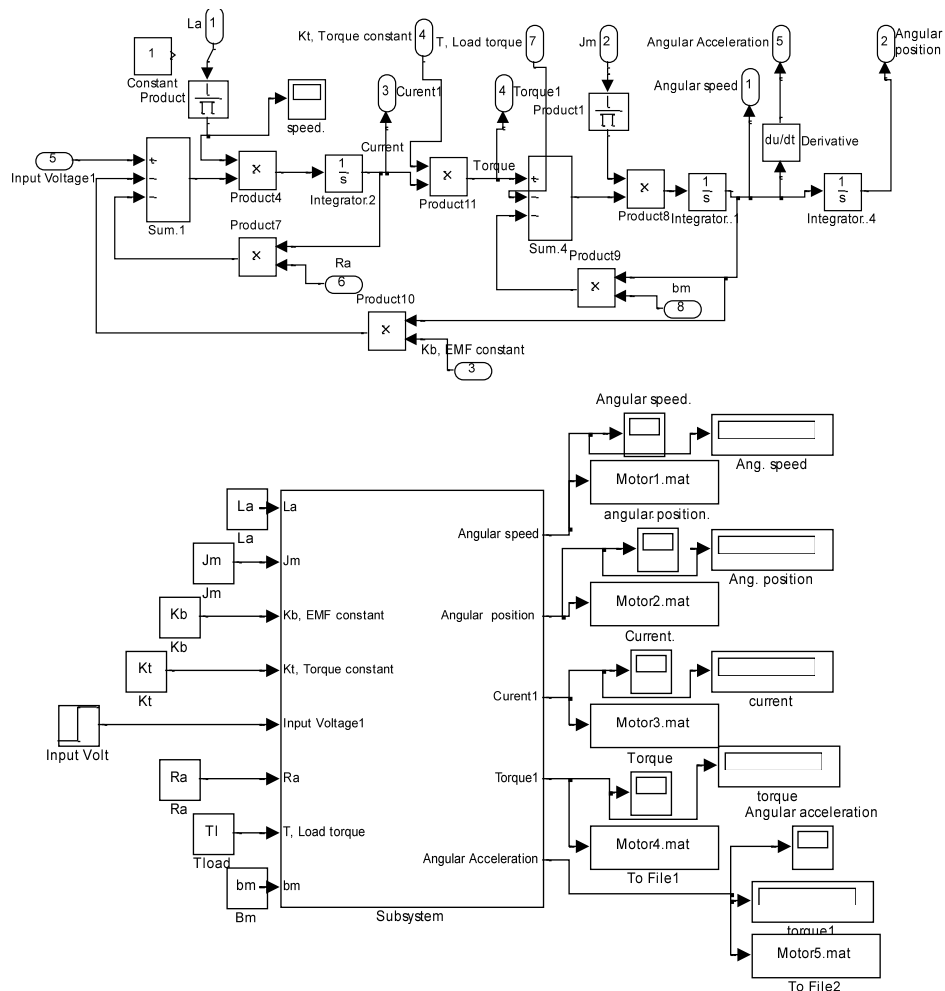 La 1
Kt, Torque constant 4
T, Load torque 7
Jm 2
Angular Acceleration 5
2 Angular position
1
Constant
Product
speed.
3 Curent1
4 Torque1
Product1
Angular speed 1
du/dt Derivative
5
Input Voltage1
Sum.1
x
Product4
1/s
Integrator.2
Current
x
Product11
Torque
Sum.4
x
Product8
1/s
Integrator..1
1/s
Integrator..4
Product7
x
Ra
6
Product9
x
bm
8
Product10
x
Kb, EMF constant
3
Angular speed.
Ang. speed
Motor1.mat
angular.position.
Ang. position
Motor2.mat
Current.
current
Motor3.mat
Torque
torque
Motor4.mat
To File1
Angular acceleration
torque1
Motor5.mat
To File2
La
La
Jm
Jm
Kb
Kb
Kt
Kt
Input Volt
Ra
Ra
Tl
Tload
bm
Bm
La
Jm
Kb, EMF constant
Kt, Torque constant
Input Voltage1
Ra
T, Load torque
bm
Angular speed
Angular position
Curent1
Torque1
Angular Acceleration
Subsystem